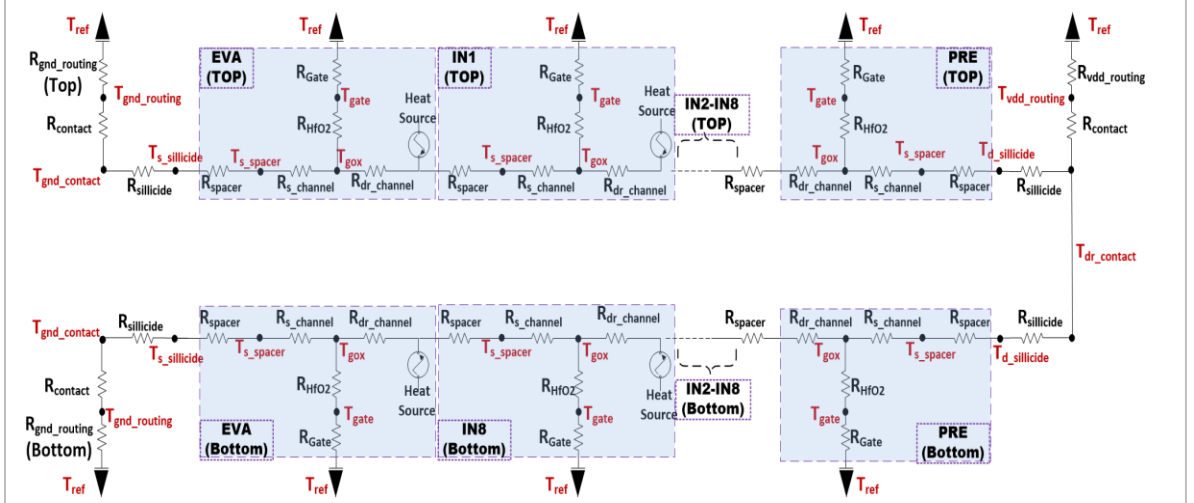 T_ref T_ref T_ref T_ref T_ref
R_gnd_routing
(Top)
EVA
(TOP)
IN1
(TOP)
PRE
(TOP)
R_Gate R_Gate R_Gate R_vdd_routing
T_gnd_routing T_gate T_gate T_gate T_vdd_routing
Heat
Source
Heat
Source
IN2-IN8
(TOP)
R_contact R_HfO2 R_HfO2 R_HfO2 R_contact
T_gnd_contact T_s_sillicide T_s_spacer T_gox T_s_spacer T_gox T_gox T_s_spacer T_d_sillicide
R_sillicide R_spacer R_s_channel R_dr_channel R_spacer R_s_channel R_dr_channel R_spacer R_dr_channel R_s_channel R_spacer R_sillicide
T_dr_contact
T_gnd_contact R_sillicide R_spacer R_s_channel R_dr_channel R_spacer R_s_channel R_dr_channel R_spacer R_dr_channel R_s_channel R_spacer R_sillicide
T_s_sillicide T_s_spacer T_gox T_s_spacer T_gox T_gox T_s_spacer T_d_sillicide
R_contact R_HfO2 R_HfO2 R_HfO2
Heat
Source
Heat
Source
IN2-IN8
(Bottom)
T_gnd_routing T_gate T_gate T_gate
R_gnd_routing
(Bottom)
EVA
(Bottom)
R_Gate
IN8
(Bottom)
R_Gate R_Gate
PRE
(Bottom)
T_ref T_ref T_ref T_ref